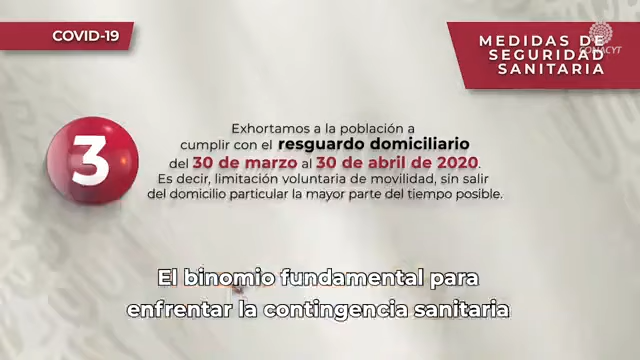 COVID-19
MEDIDAS DE
SEGURIDAD
SANITARIA
CONACYT
3
Exhortamos a la población a
cumplir con el resguardo domiciliario
del 30 de marzo al 30 de abril de 2020.
Es decir, limitación voluntaria de movilidad, sin salir
del domicilio particular la mayor parte del tiempo posible.
El binomio fundamental para
enfrentar la contingencia sanitaria